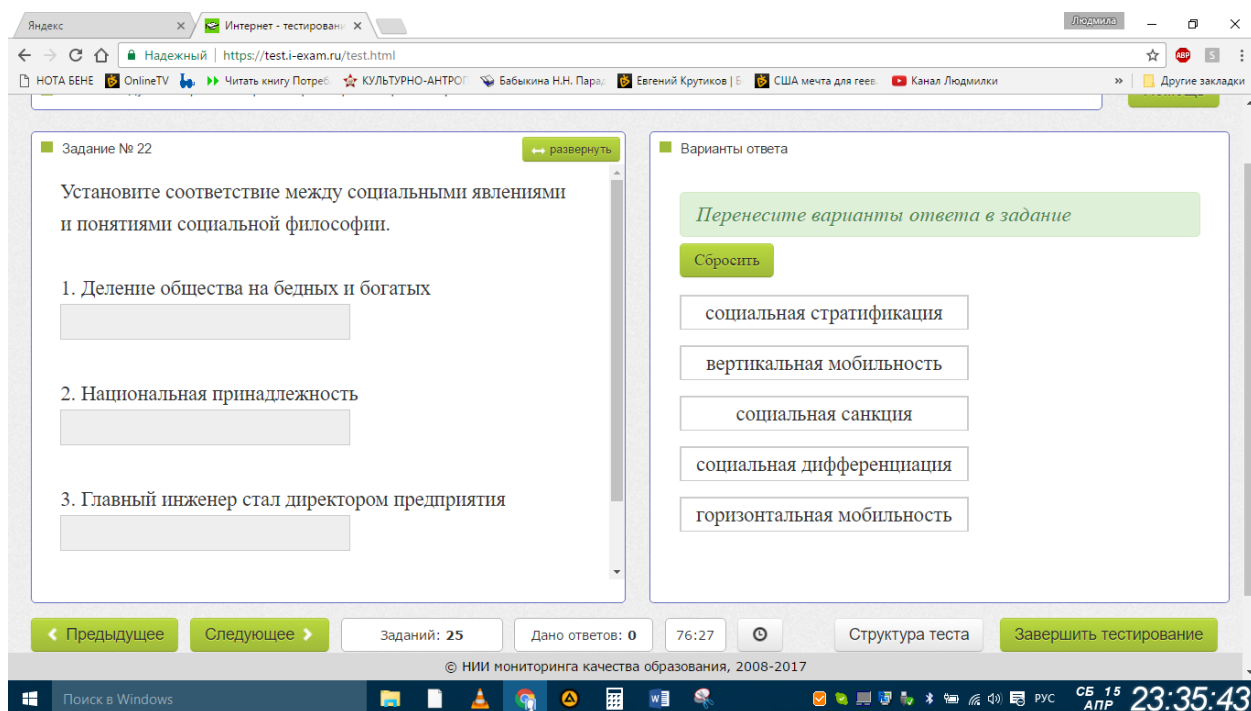 Яндекс
Интернет - тестировани
Людмила
Надежный | https://test.i-exam.ru/test.html
НОТА БЕНЕ OnlineTV Читать книгу Потреб КУЛЬТУРНО-АНТРОП Бабыкина Н.Н. Пара Евгений Крутиков | Б США мечта для геев. Канал Людмилки » Другие закладки
Задание № 22
развернуть
Установите соответствие между социальными явлениями
и понятиями социальной философии.
1. Деление общества на бедных и богатых
2. Национальная принадлежность
3. Главный инженер стал директором предприятия
Варианты ответа
Перенесите варианты ответа в задание
Сбросить
социальная стратификация
вертикальная мобильность
социальная санкция
социальная дифференциация
горизонтальная мобильность
Предыдущее Следующее Заданий: 25 Дано ответов: 0 76:27 Структура теста Завершить тестирование
© НИИ мониторинга качества образования, 2008-2017
Поиск в Windows РУС СБ 15 АПР 23:35:43